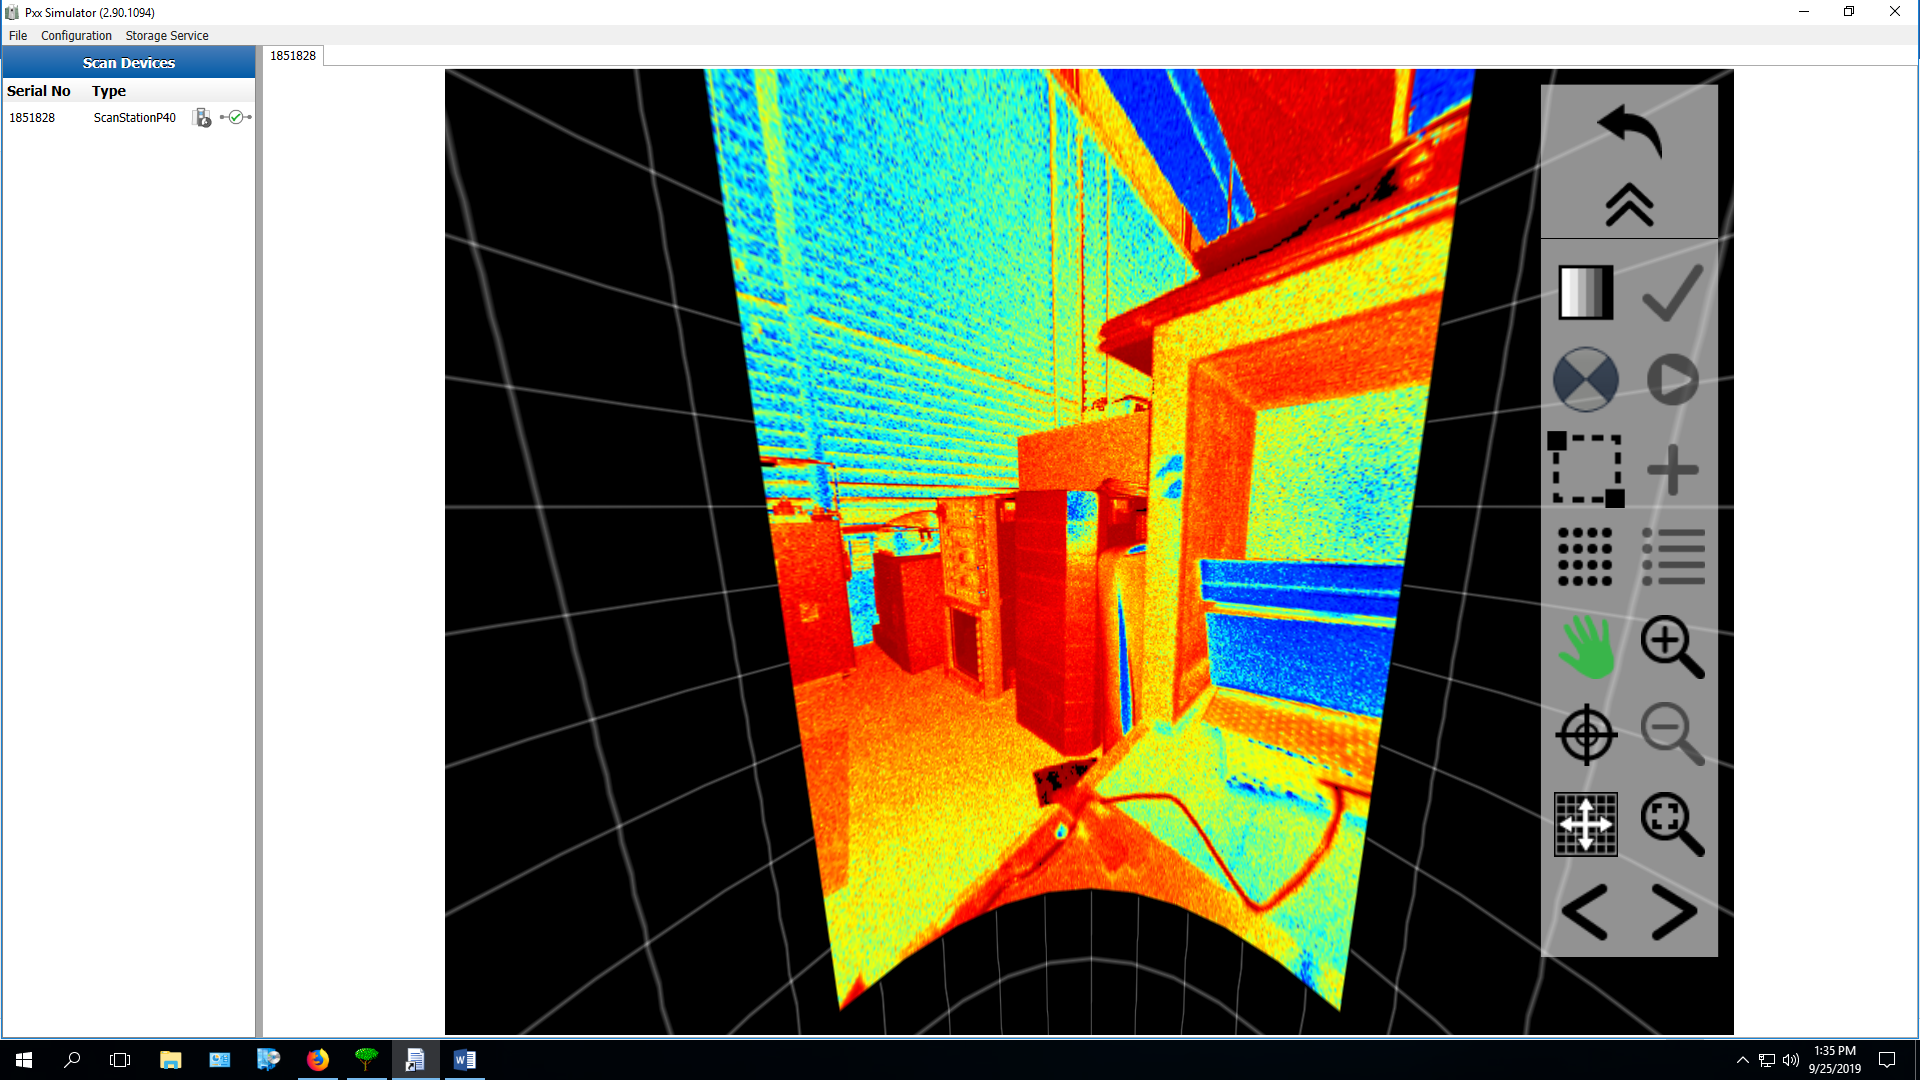 Pxx Simulator (2.90.1094)
File Configuration Storage Service
Scan Devices
1851828
Serial No Type
1851828 ScanStationP40
1:35 PM
9/25/2019